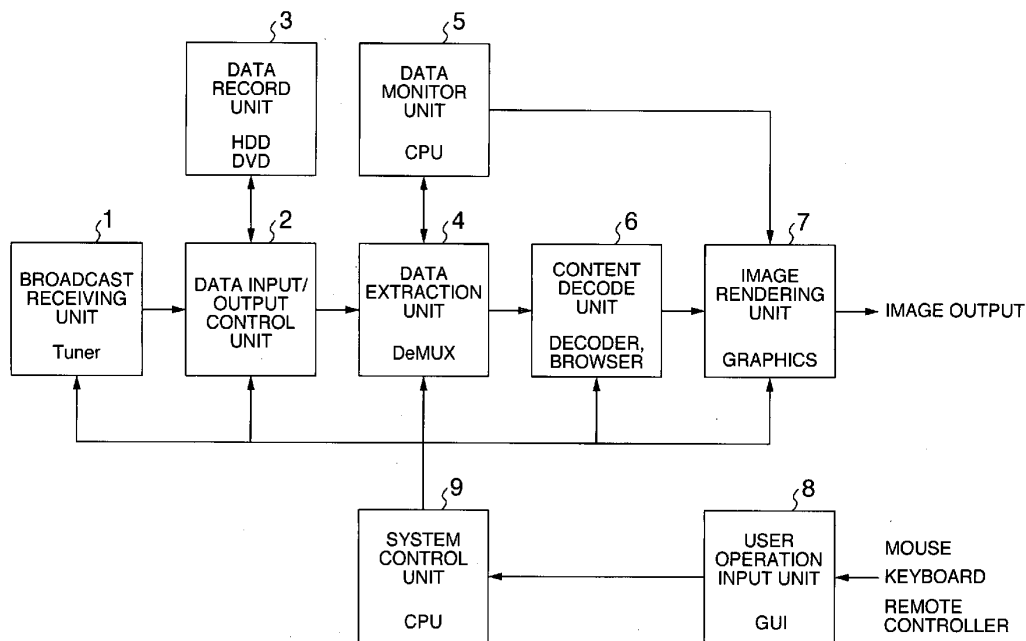 3
DATA
RECORD
UNIT
HDD
DVD
5
DATA
MONITOR
UNIT
CPU
1
BROADCAST
RECEIVING
UNIT
Tuner
2
DATA INPUT/
OUTPUT
CONTROL
UNIT
4
DATA
EXTRACTION
UNIT
DeMUX
6
CONTENT
DECODE
UNIT
DECODER,
BROWSER
7
IMAGE
RENDERING
UNIT
GRAPHICS
IMAGE OUTPUT
9
SYSTEM
CONTROL
UNIT
CPU
8
USER
OPERATION
INPUT UNIT
GUI
MOUSE
KEYBOARD
REMOTE
CONTROLLER